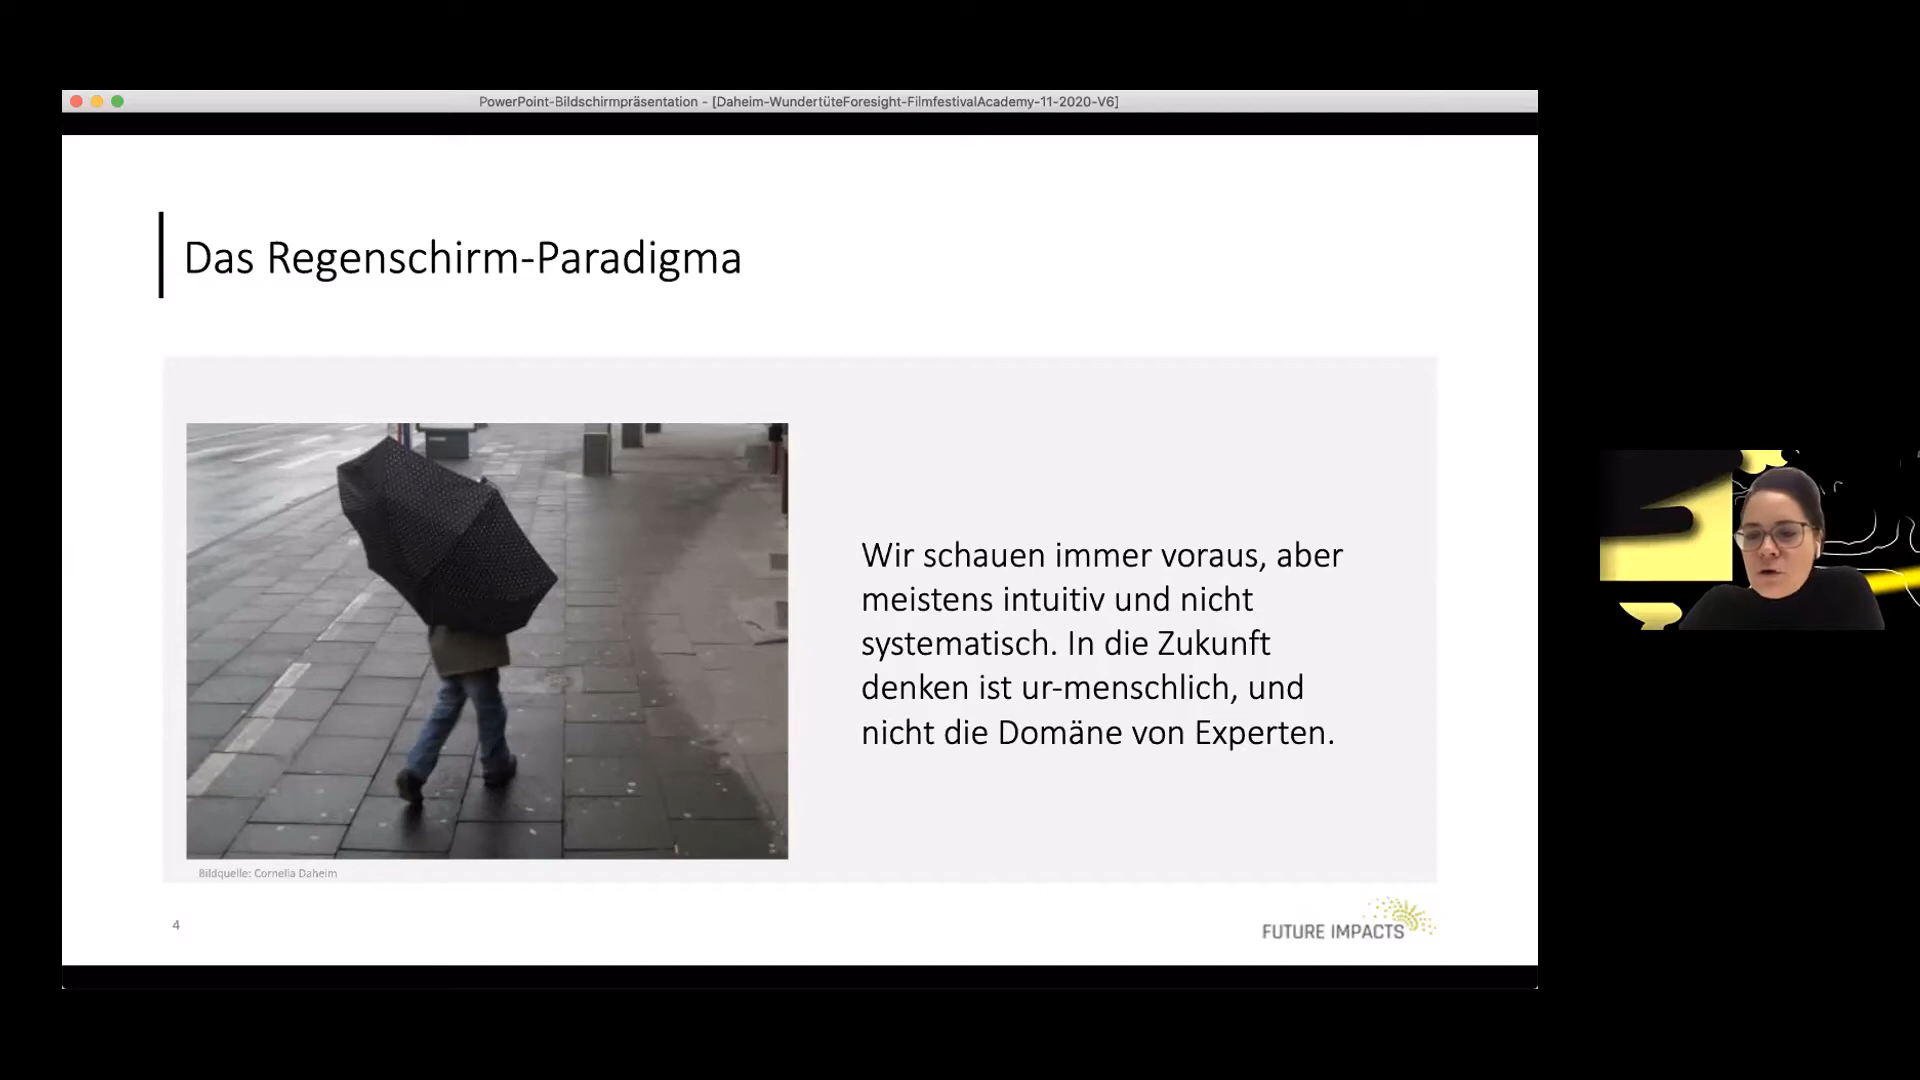 PowerPoint-Bildschirmpräsentation - [Daheim-WundertüteForesight-FilmfestivalAcademy-11-2020-V6]
Das Regenschirm-Paradigma
Wir schauen immer voraus, aber
meistens intuitiv und nicht
systematisch. In die Zukunft
denken ist ur-menschlich, und
nicht die Domäne von Experten.
Bildquelle: Cornelia Daheim
4
FUTURE IMPACTS